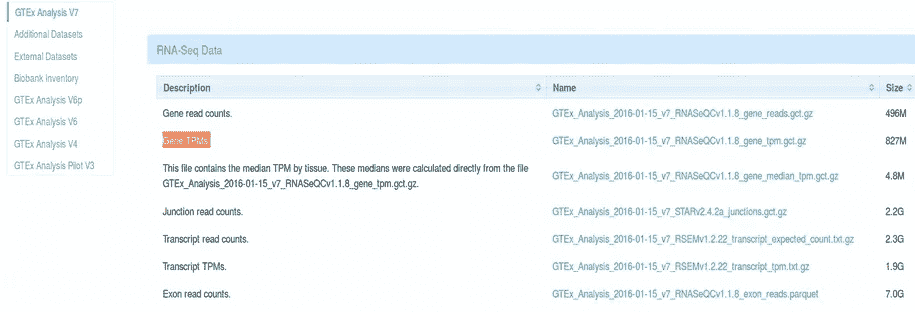 GTEx Analysis V7
Additional Datasets
External Datasets
Biobank Inventory
GTEx Analysis V6p
GTEx Analysis V6
GTEx Analysis V4
GTEx Analysis Pilot V3
RNA-Seq Data
Description Name Size
Gene read counts. GTEx_Analysis_2016-01-15_v7_RNASeQCv1.1.8_gene_reads.gct.gz 496M
Gene TPMs. GTEx_Analysis_2016-01-15_v7_RNASeQCv1.1.8_gene_tpm.gct.gz 827M
This file contains the median TPM by tissue. These medians were calculated directly from the file
GTEx_Analysis_2016-01-15_v7_RNASeQCv1.1.8_gene_tpm.gct.gz. GTEx_Analysis_2016-01-15_v7_RNASeQCv1.1.8_gene_median_tpm.gct.gz 4.8M
Junction read counts. GTEx_Analysis_2016-01-15_v7_STARv2.4.2a_junctions.gct.gz 2.2G
Transcript read counts. GTEx_Analysis_2016-01-15_v7_RSEMv1.2.22_transcript_expected_count.txt.gz 2.3G
Transcript TPMs. GTEx_Analysis_2016-01-15_v7_RSEMv1.2.22_transcript_tpm.txt.gz 1.9G
Exon read counts. GTEx_Analysis_2016-01-15_v7_RNASeQCv1.1.8_exon_reads.parquet 7.0G